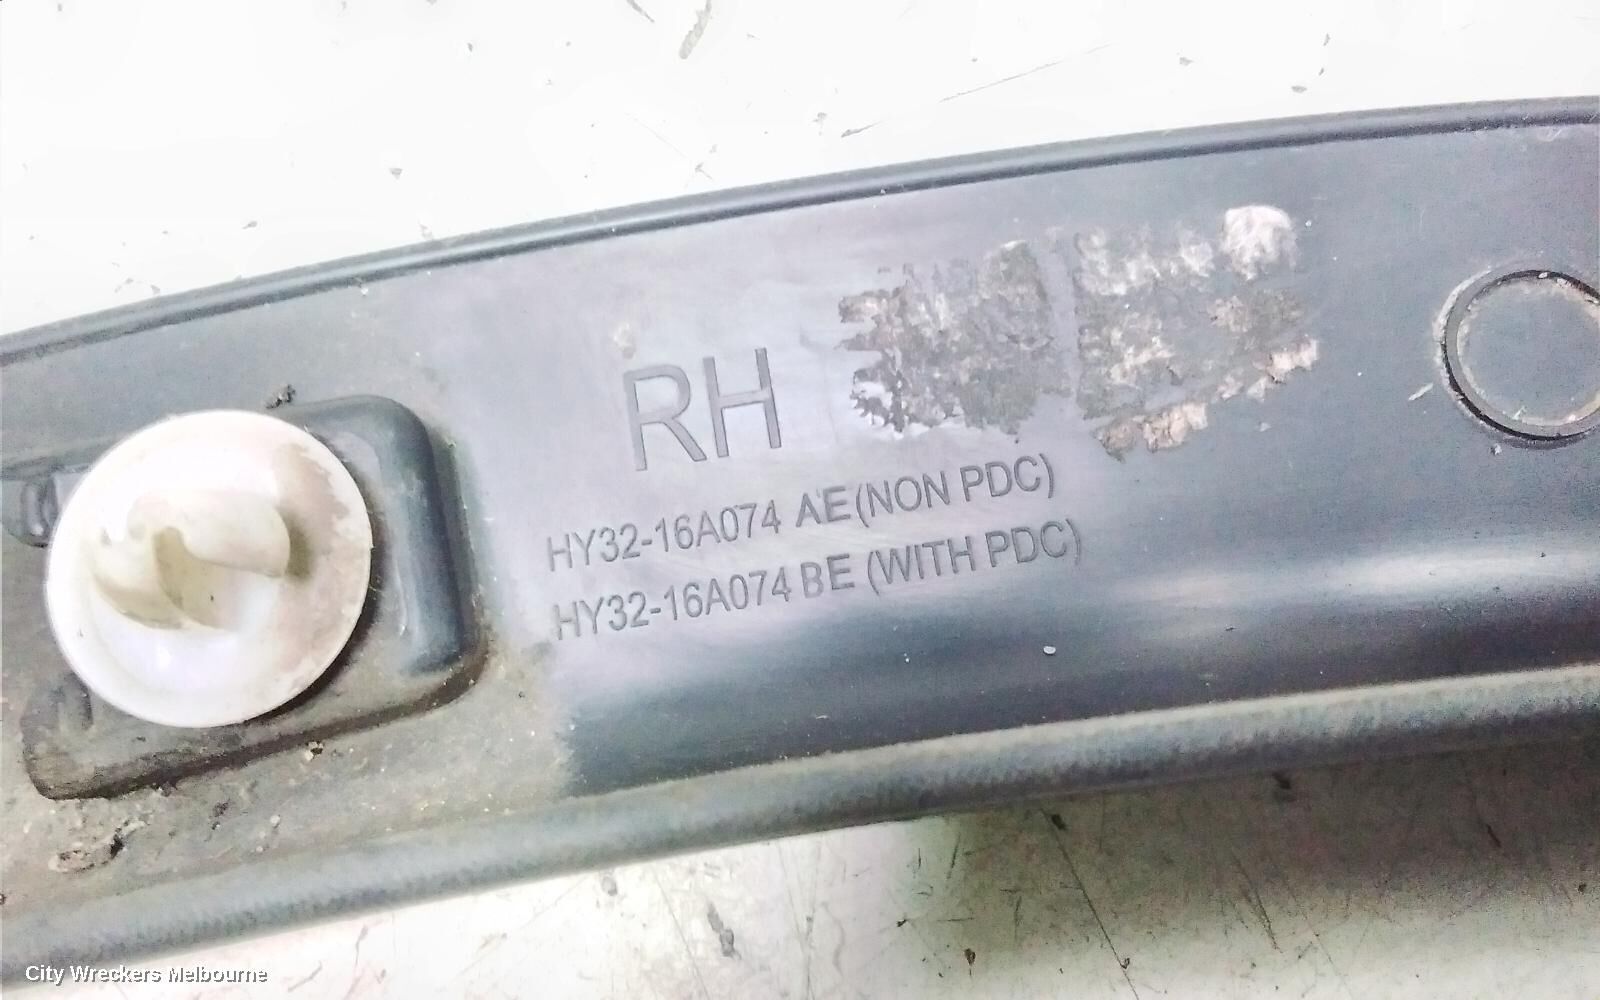 RH
HY32-16A074 AE(NON PDC)
HY32-16A074 BE (WITH PDC)
City Wreckers Melbourne